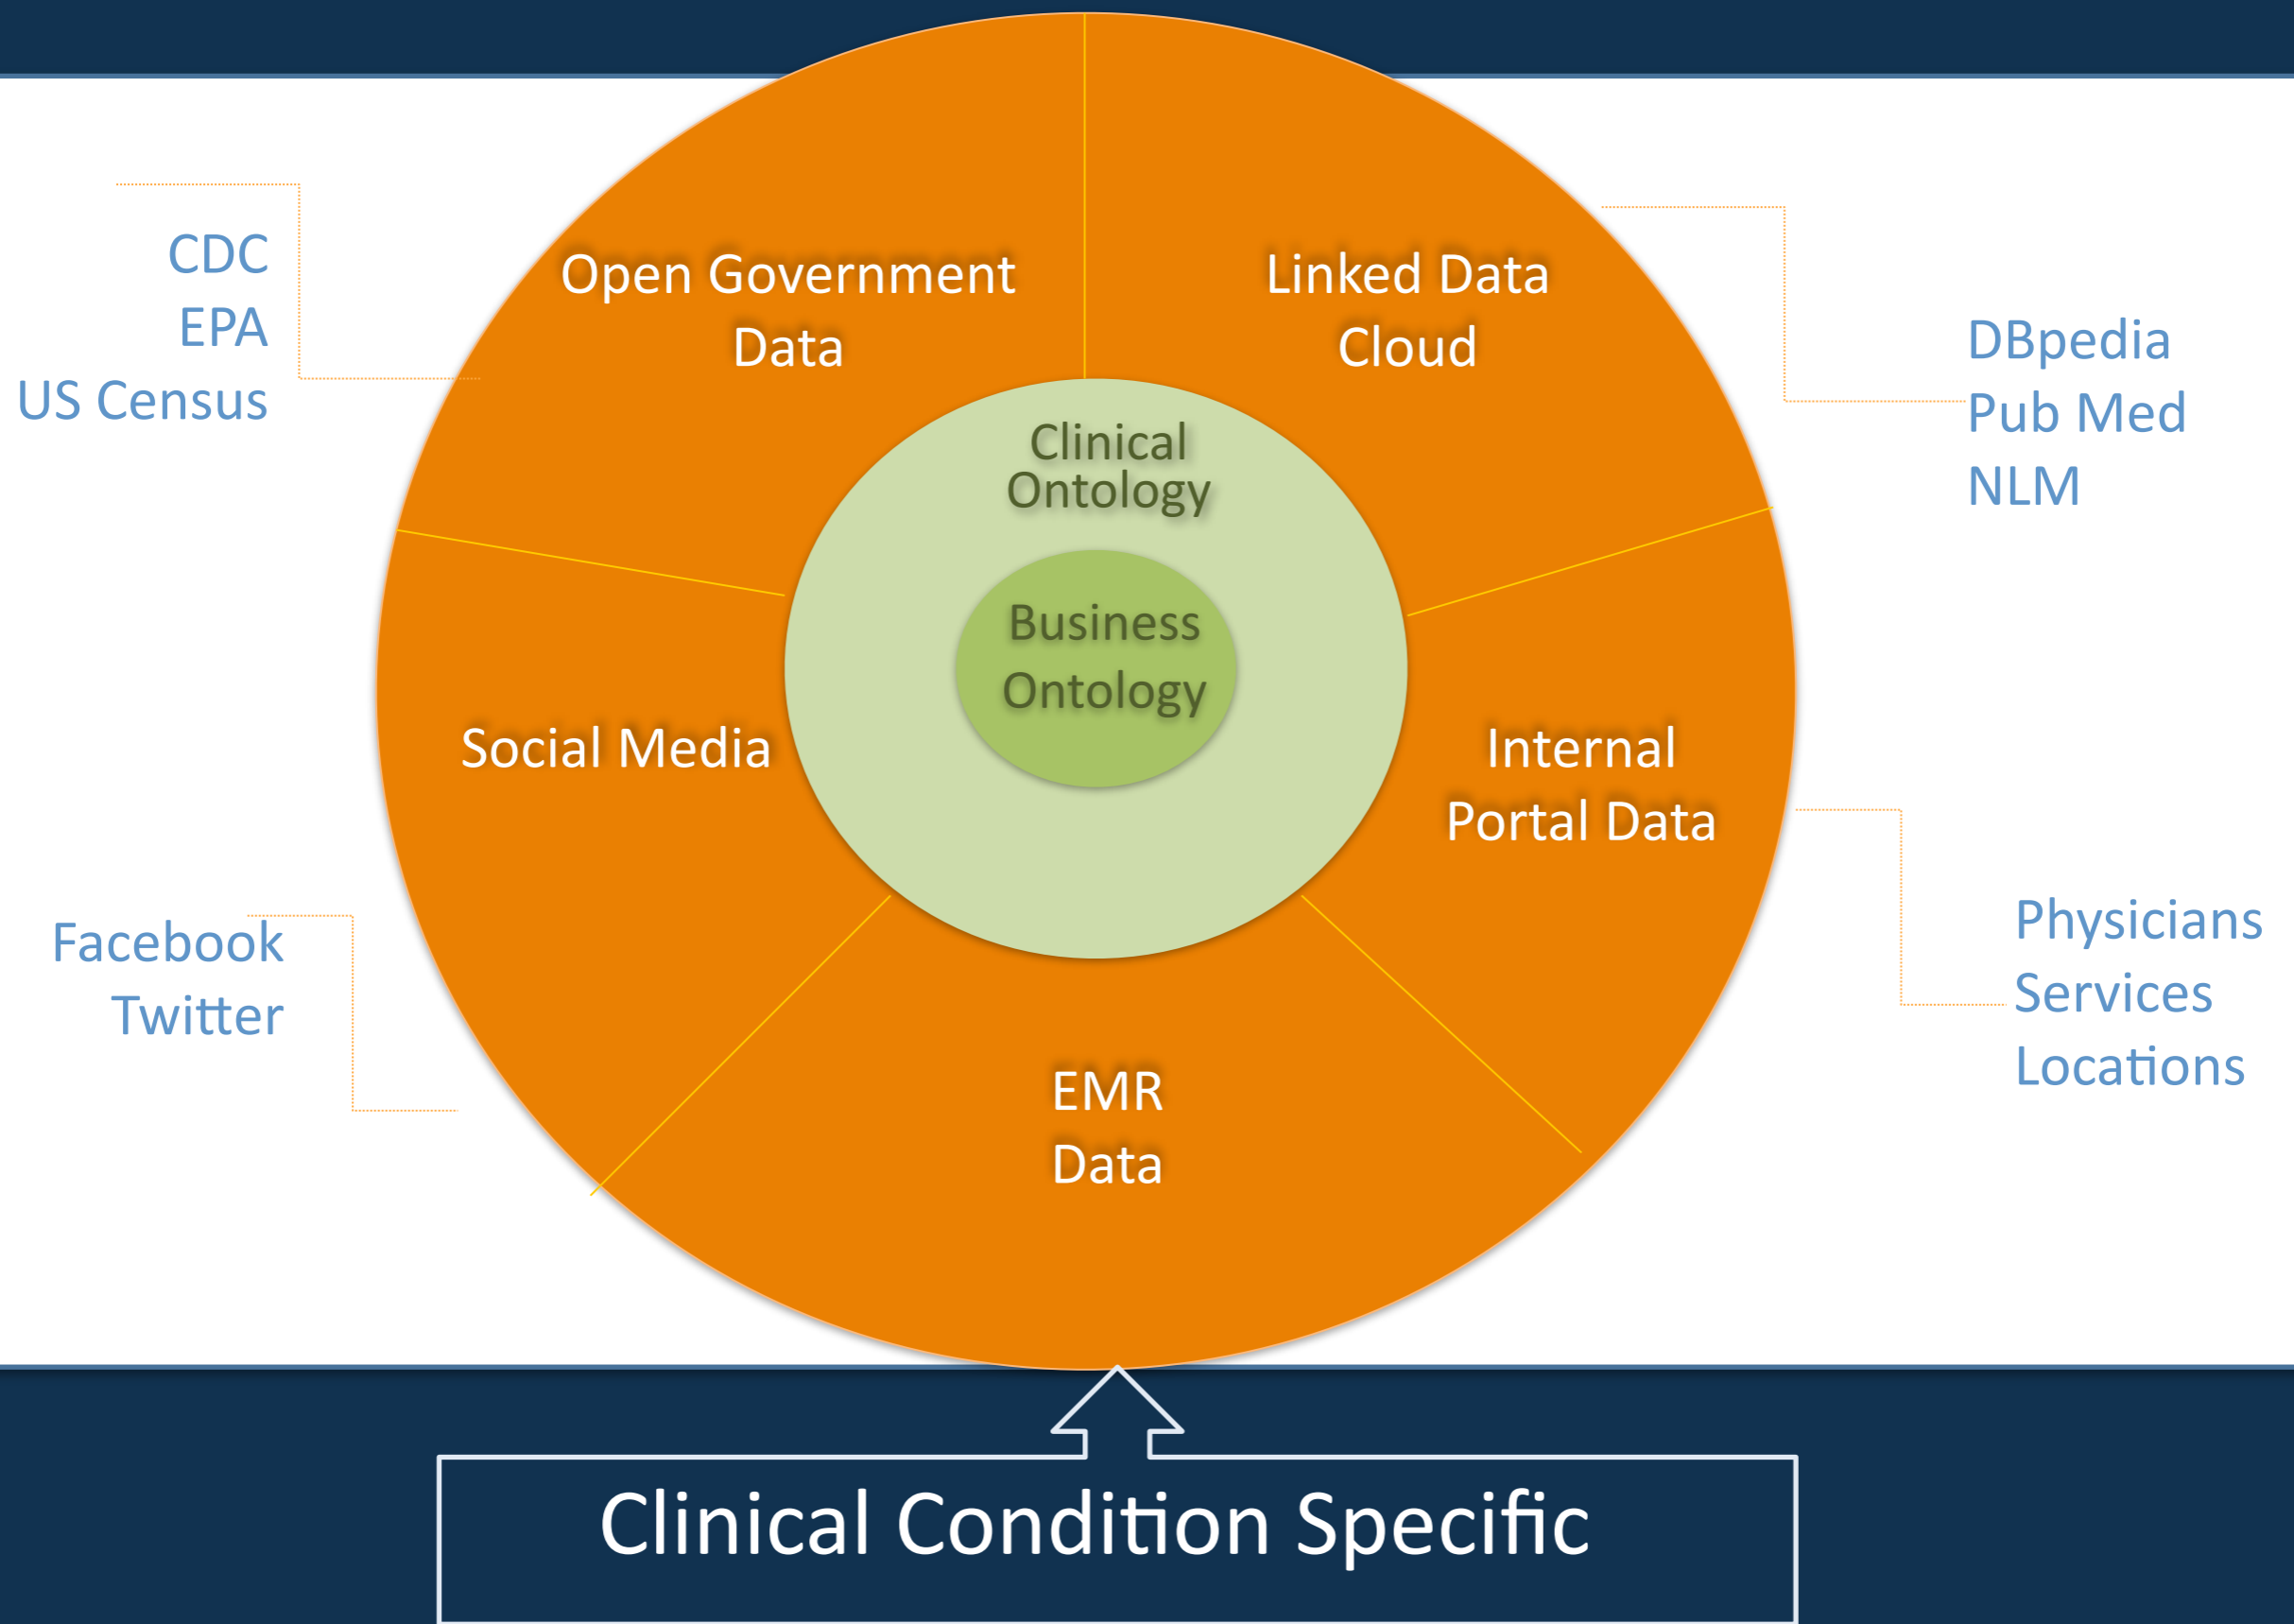 CDC
EPA
US Census
Open Government
Data
Linked Data
Cloud
DBpedia
Pub Med
NLM
Clinical
Ontology
Business
Ontology
Social Media
Internal
Portal Data
Facebook
Twitter
Physicians
Services
Locations
EMR
Data
Clinical Condition Specific